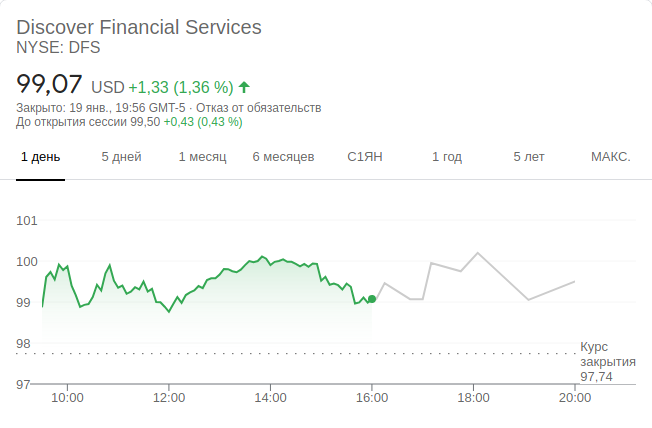 Discover Financial Services
NYSE: DFS
99,07 USD +1,33 (1,36 %) ↑
Закрыто: 19 янв., 19:56 GMT-5 · Отказ от обязательств
До открытия сессии 99,50 +0,43 (0,43 %)
1 день 5 дней 1 месяц 6 месяцев С1ЯН 1 год 5 лет МАКС.
101
100
99
98
Курс
закрытия
97,74
97
10:00 12:00 14:00 16:00 18:00 20:00